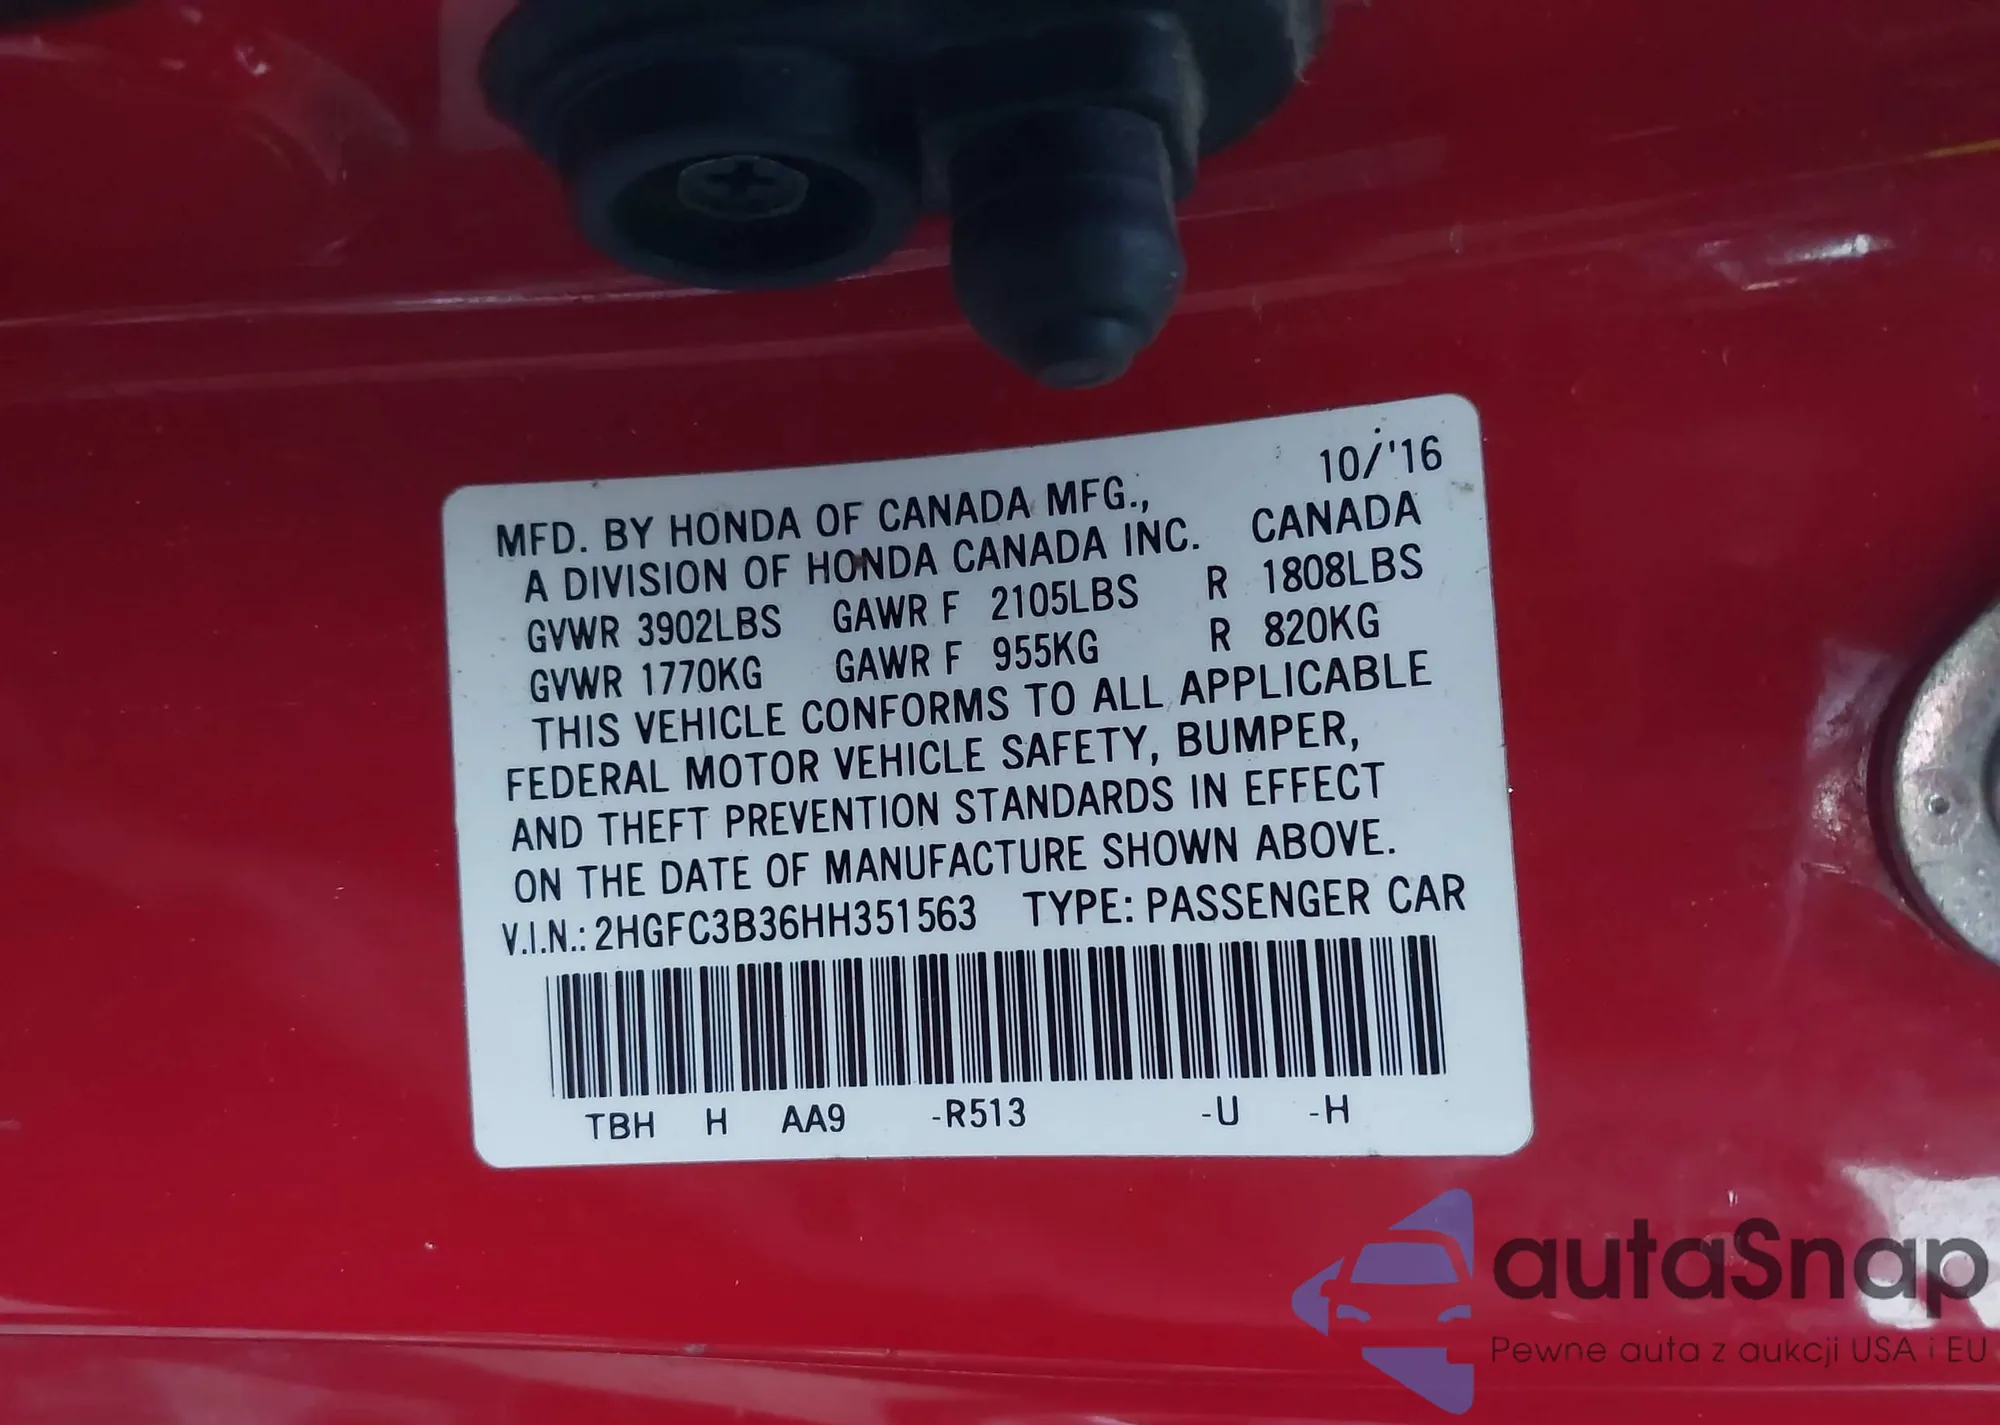 10/'16
MFD. BY HONDA OF CANADA MFG.,
A DIVISION OF HONDA CANADA INC. CANADA
GVWR 3902LBS GAWR F 2105LBS R 1808LBS
GVWR 1770KG GAWR F 955KG R 820KG
THIS VEHICLE CONFORMS TO ALL APPLICABLE
FEDERAL MOTOR VEHICLE SAFETY, BUMPER,
AND THEFT PREVENTION STANDARDS IN EFFECT
ON THE DATE OF MANUFACTURE SHOWN ABOVE.
V.I.N.: 2HGFC3B36HH351563 TYPE: PASSENGER CAR
TBH H AA9 -R513 -U -H
autaSnap
Pewne auta z aukcji USA i EU